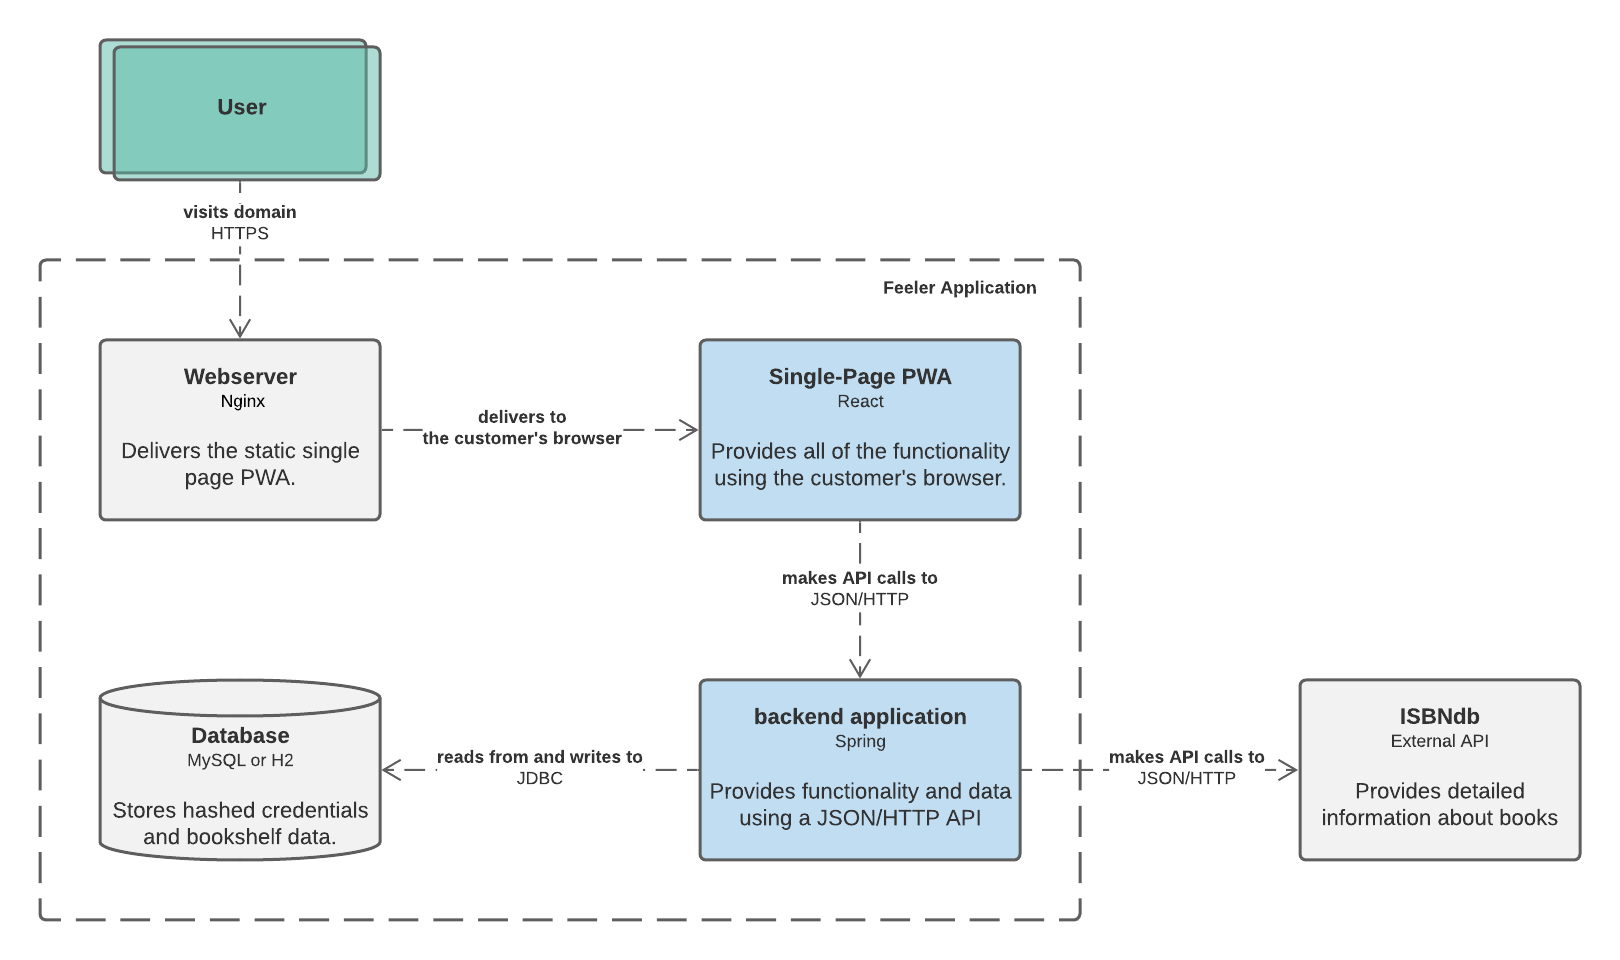 User
visits domain
HTTPS
Feeler Application
Webserver
Nginx
Delivers the static single
page PWA.
delivers to
the customer's browser
Single-Page PWA
React
Provides all of the functionality
using the customer's browser.
makes API calls to
JSON/HTTP
Database
MySQL or H2
Stores hashed credentials
and bookshelf data.
reads from and writes to
JDBC
backend application
Spring
Provides functionality and data
using a JSON/HTTP API
makes API calls to
JSON/HTTP
ISBNdb
External API
Provides detailed
information about books